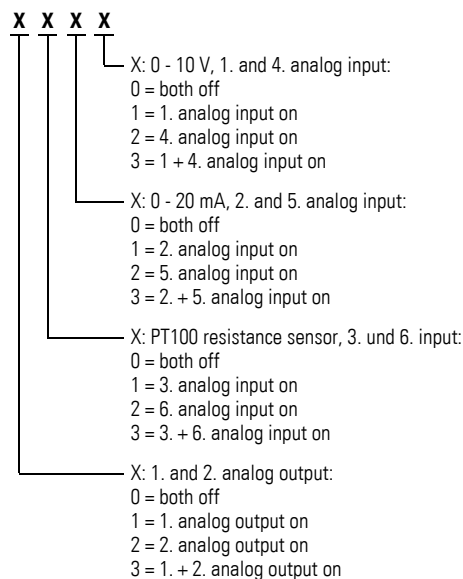 X X X X
X: 0 - 10 V, 1. and 4. analog input:
0 = both off
1 = 1. analog input on
2 = 4. analog input on
3 = 1 + 4. analog input on
X: 0 - 20 mA, 2. and 5. analog input:
0 = both off
1 = 2. analog input on
2 = 5. analog input on
3 = 2. + 5. analog input on
X: PT100 resistance sensor, 3. und 6. input:
0 = both off
1 = 3. analog input on
2 = 6. analog input on
3 = 3. + 6. analog input on
X: 1. and 2. analog output:
0 = both off
1 = 1. analog output on
2 = 2. analog output on
3 = 1. + 2. analog output on